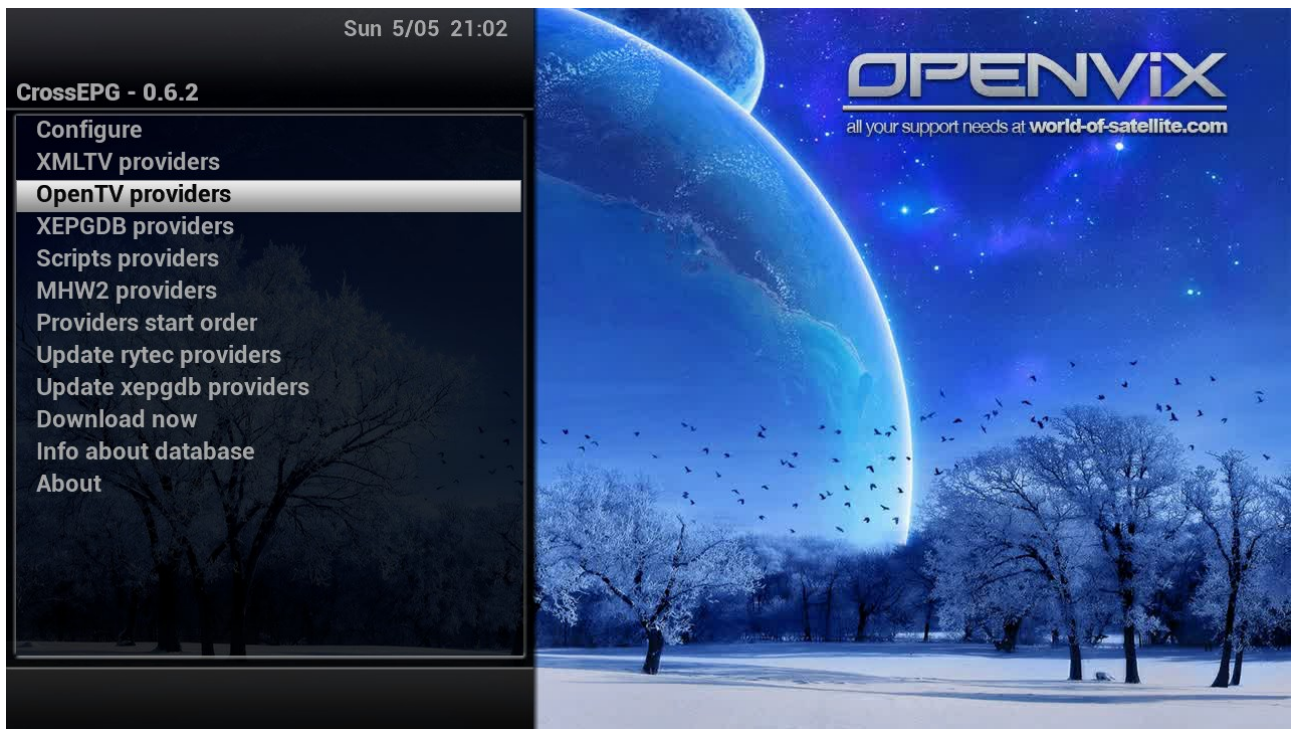 Sun 5/05 21:02
CrossEPG - 0.6.2
Configure
XMLTV providers
OpenTV providers
XEPGDB providers
Scripts providers
MHW2 providers
Providers start order
Update rytec providers
Update xepgdb providers
Download now
Info about database
About
OPENViX
all your support needs at world-of-satellite.com